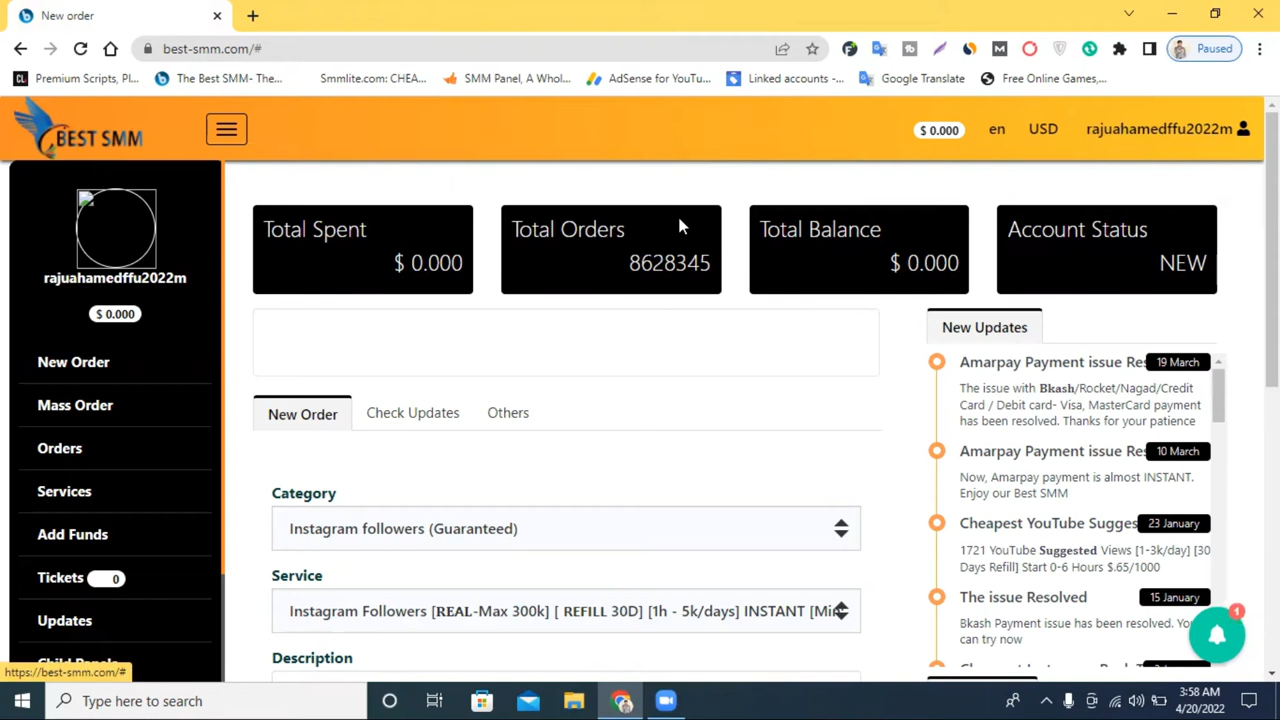 New order
best-smm.com/#
Paused
Premium Scripts, Pl...
The Best SMM- The...
Smmlite.com: CHEA...
SMM Panel, A Whol...
AdSense for YouTu...
Linked accounts -...
Google Translate
Free Online Games,...
BEST SMM
$ 0.000
en
USD
rajuahamedffu2022m
rajuahamedffu2022m
$ 0.000
New Order
Mass Order
Orders
Services
Add Funds
Tickets 0
Updates
Child Panels
https://best-smm.com/#
Total Spent
$ 0.000
Total Orders
8628345
Total Balance
$ 0.000
Account Status
NEW
New Order
Check Updates
Others
Category
Instagram followers (Guaranteed)
Service
Instagram Followers [REAL-Max 300k] [ REFILL 30D] [1h - 5k/days] INSTANT [Min
Description
New Updates
Amarpay Payment issue Res
19 March
The issue with Bkash/Rocket/Nagad/Credit
Card / Debit card- Visa, MasterCard payment
has been resolved. Thanks for your patience
Amarpay Payment issue Res
10 March
Now, Amarpay payment is almost INSTANT.
Enjoy our Best SMM
Cheapest YouTube Sugges
23 January
1721 YouTube Suggested Views [1-3k/day] [30
Days Refill] Start 0-6 Hours $.65/1000
The issue Resolved
15 January
Bkash Payment issue has been resolved. Yo
can try now
1
Type here to search
3:58 AM
4/20/2022